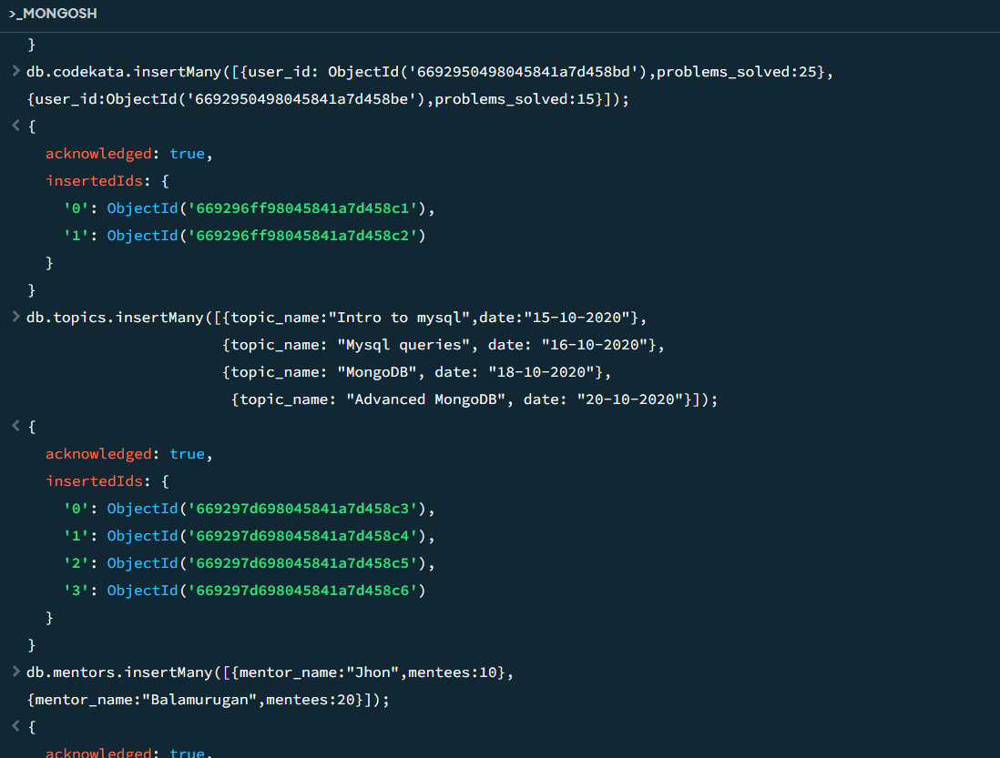 >_MONGOSH
}
> db.codekata.insertMany([{user_id: ObjectId('6692950498045841a7d458bd'),problems_solved:25},
{user_id:ObjectId('6692950498045841a7d458be'),problems_solved:15}]);
< {
acknowledged: true,
insertedIds: {
'0': ObjectId('669296ff98045841a7d458c1'),
'1': ObjectId('669296ff98045841a7d458c2')
}
}
> db.topics.insertMany([{topic_name:"Intro to mysql",date:"15-10-2020"},
{topic_name: "Mysql queries", date: "16-10-2020"},
{topic_name: "MongoDB", date: "18-10-2020"},
{topic_name: "Advanced MongoDB", date: "20-10-2020"}]);
< {
acknowledged: true,
insertedIds: {
'0': ObjectId('669297d698045841a7d458c3'),
'1': ObjectId('669297d698045841a7d458c4'),
'2': ObjectId('669297d698045841a7d458c5'),
'3': ObjectId('669297d698045841a7d458c6')
}
}
> db.mentors.insertMany([{mentor_name:"Jhon",mentees:10},
{mentor_name:"Balamurugan",mentees:20}]);
< {
acknowledged: true,